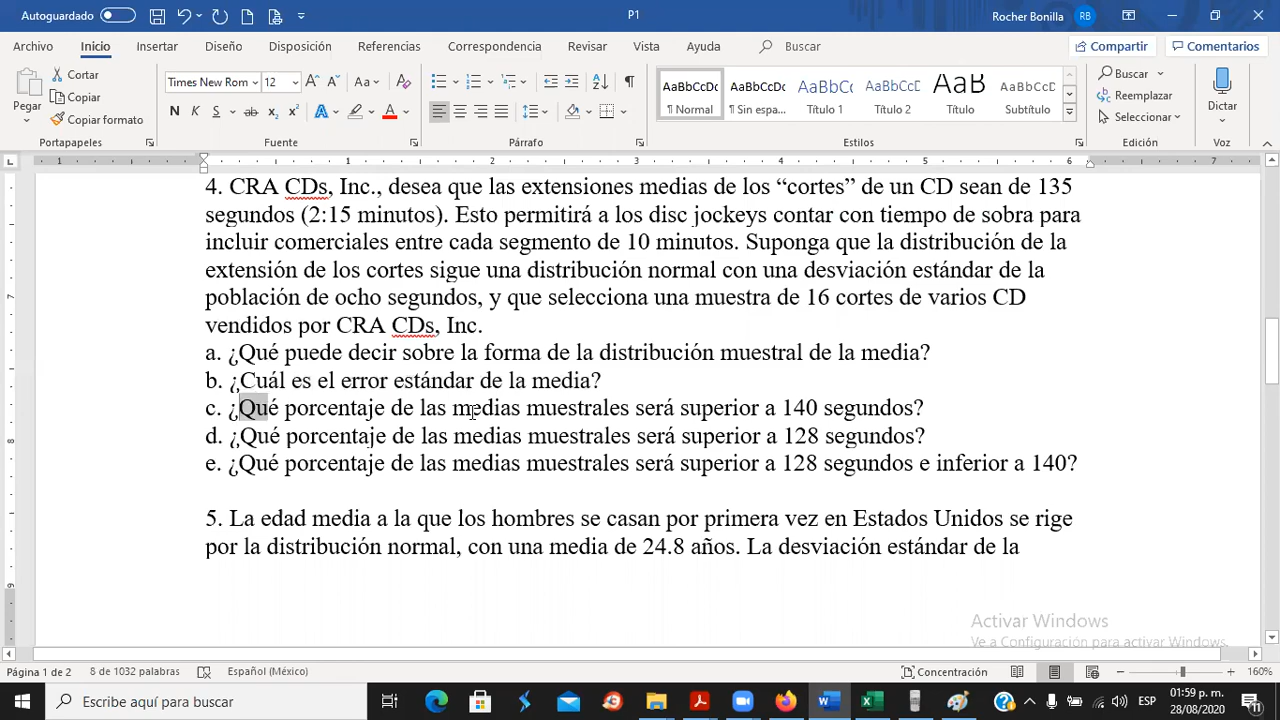 Autoguardado
P1
Rocher Bonilla
RB
Archivo Inicio Insertar Diseño Disposición Referencias Correspondencia Revisar Vista Ayuda Buscar Compartir Comentarios
Pegar
Cortar
Copiar
Copiar formato
Portapapeles
Times New Rom 12
N K S
Fuente
Párrafo
AaBbCcDc AaBbCcDc AaBbCc AaBbCcD AaB AaBbCcD
¶ Normal ¶ Sin espa... Título 1 Título 2 Título Subtítulo
Estilos
Buscar
Reemplazar
Seleccionar
Edición
Dictar
Voz
1 1 2 3 4 5 6 7
4. CRA CDs, Inc., desea que las extensiones medias de los “cortes” de un CD sean de 135
segundos (2:15 minutos). Esto permitirá a los disc jockeys contar con tiempo de sobra para
incluir comerciales entre cada segmento de 10 minutos. Suponga que la distribución de la
extensión de los cortes sigue una distribución normal con una desviación estándar de la
población de ocho segundos, y que selecciona una muestra de 16 cortes de varios CD
vendidos por CRA CDs, Inc.
a. ¿Qué puede decir sobre la forma de la distribución muestral de la media?
b. ¿Cuál es el error estándar de la media?
c. ¿Qué porcentaje de las medias muestrales será superior a 140 segundos?
d. ¿Qué porcentaje de las medias muestrales será superior a 128 segundos?
e. ¿Qué porcentaje de las medias muestrales será superior a 128 segundos e inferior a 140?
5. La edad media a la que los hombres se casan por primera vez en Estados Unidos se rige
por la distribución normal, con una media de 24.8 años. La desviación estándar de la
Activar Windows
Ve a Configuración para activar Windows.
Página 1 de 2 8 de 1032 palabras Español (México) Concentración 160%
Escribe aquí para buscar
ESP
01:59 p. m.
28/08/2020
11